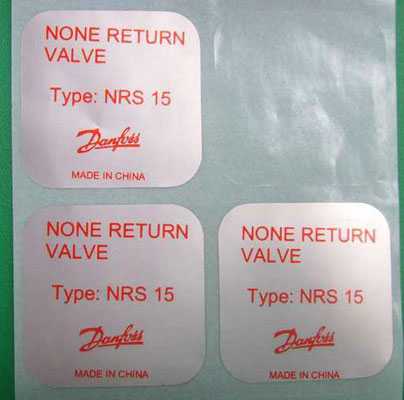 NONE RETURN
VALVE
Type: NRS 15
Danfoss
MADE IN CHINA
NONE RETURN
VALVE
Type: NRS 15
Danfoss
MADE IN CHINA
NONE RETURN
VALVE
Type: NRS 15
Danfoss
MADE IN CHINA